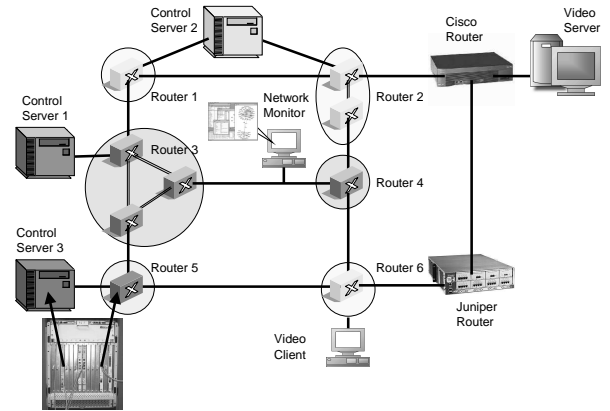 Control
Server 2
Cisco
Router
Video
Server
Control
Server 1
Router 1
Network
Monitor
Router 2
Router 3
Router 4
Control
Server 3
Router 5
Router 6
Juniper
Router
Video
Client